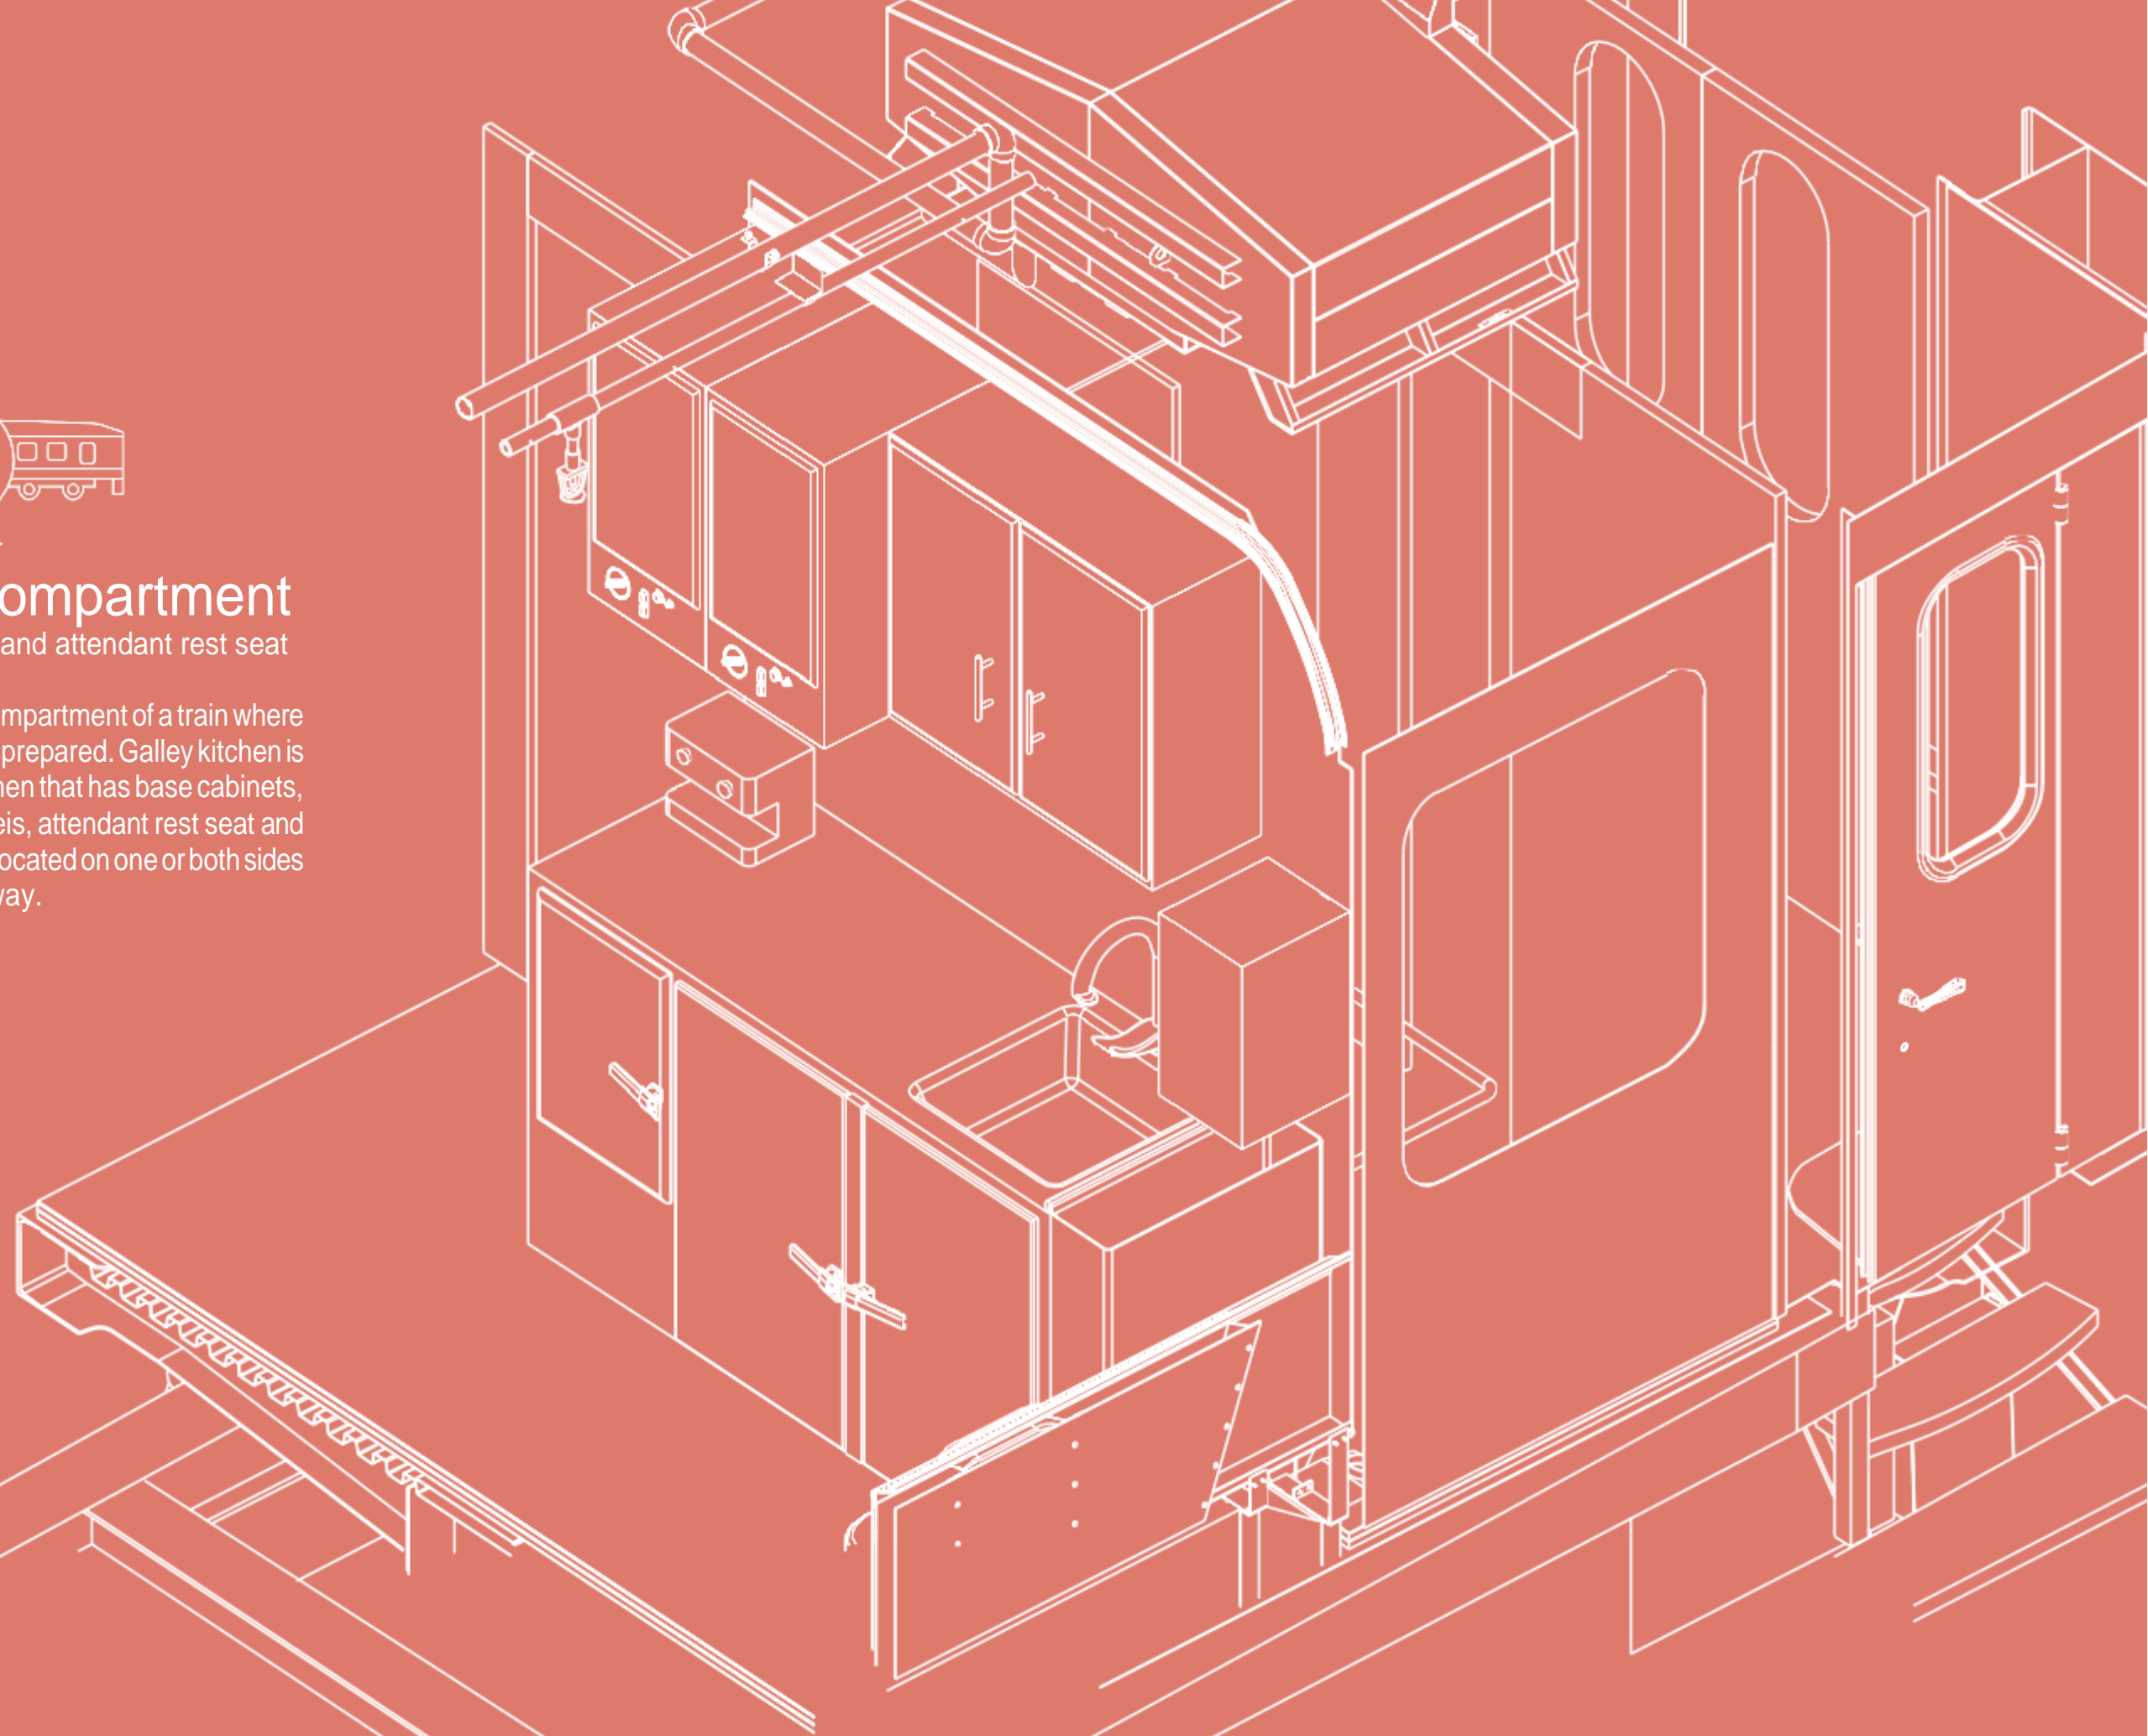 ompartment
and attendant rest seat
mpartment of a train where
prepared. Galley kitchen is
hen that has base cabinets,
eis, attendant rest seat and
ocated on one or both sides
way.